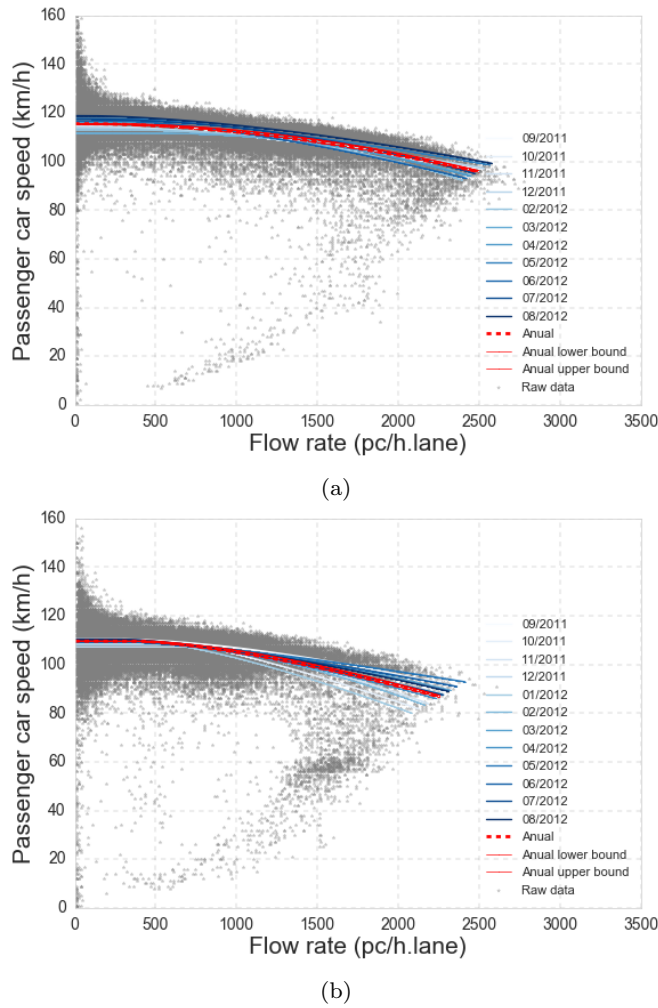 160
140
120
100
80
60
40
20
0
Passenger car speed (km/h)
09/2011
10/2011
11/2011
12/2011
02/2012
03/2012
04/2012
05/2012
06/2012
07/2012
08/2012
Anual
Anual lower bound
Anual upper bound
Raw data
0 500 1000 1500 2000 2500 3000 3500
Flow rate (pc/h.lane)
(a)
160
140
120
100
80
60
40
20
0
Passenger car speed (km/h)
09/2011
10/2011
11/2011
12/2011
01/2012
02/2012
03/2012
04/2012
05/2012
06/2012
07/2012
08/2012
Anual
Anual lower bound
Anual upper bound
Raw data
0 500 1000 1500 2000 2500 3000 3500
Flow rate (pc/h.lane)
(b)